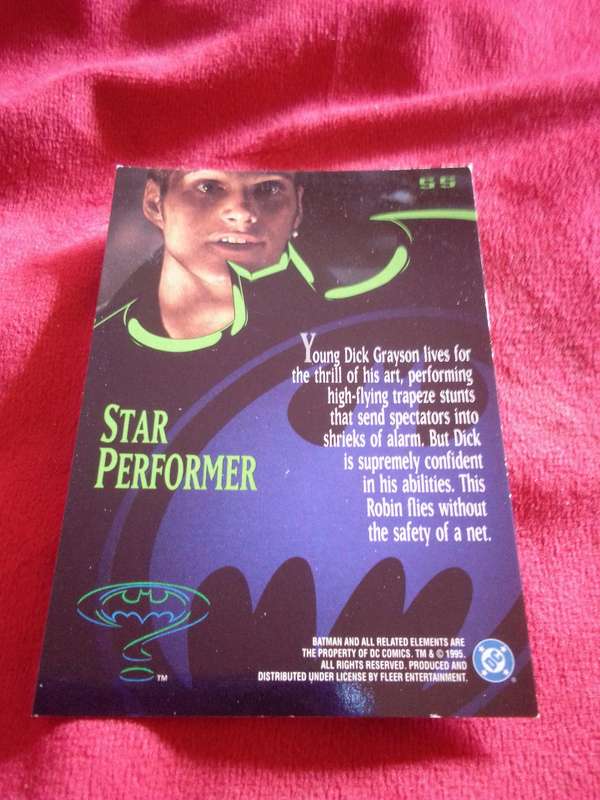 55
Young Dick Grayson lives for
the thrill of his art, performing
high-flying trapeze stunts
that send spectators into
shrieks of alarm. But Dick
is supremely confident
in his abilities. This
Robin flies without
the safety of a net.
STAR
PERFORMER
BATMAN AND ALL RELATED ELEMENTS ARE
THE PROPERTY OF DC COMICS. TM & © 1995.
ALL RIGHTS RESERVED. PRODUCED AND
DISTRIBUTED UNDER LICENSE BY FLEER ENTERTAINMENT.
TM
DC